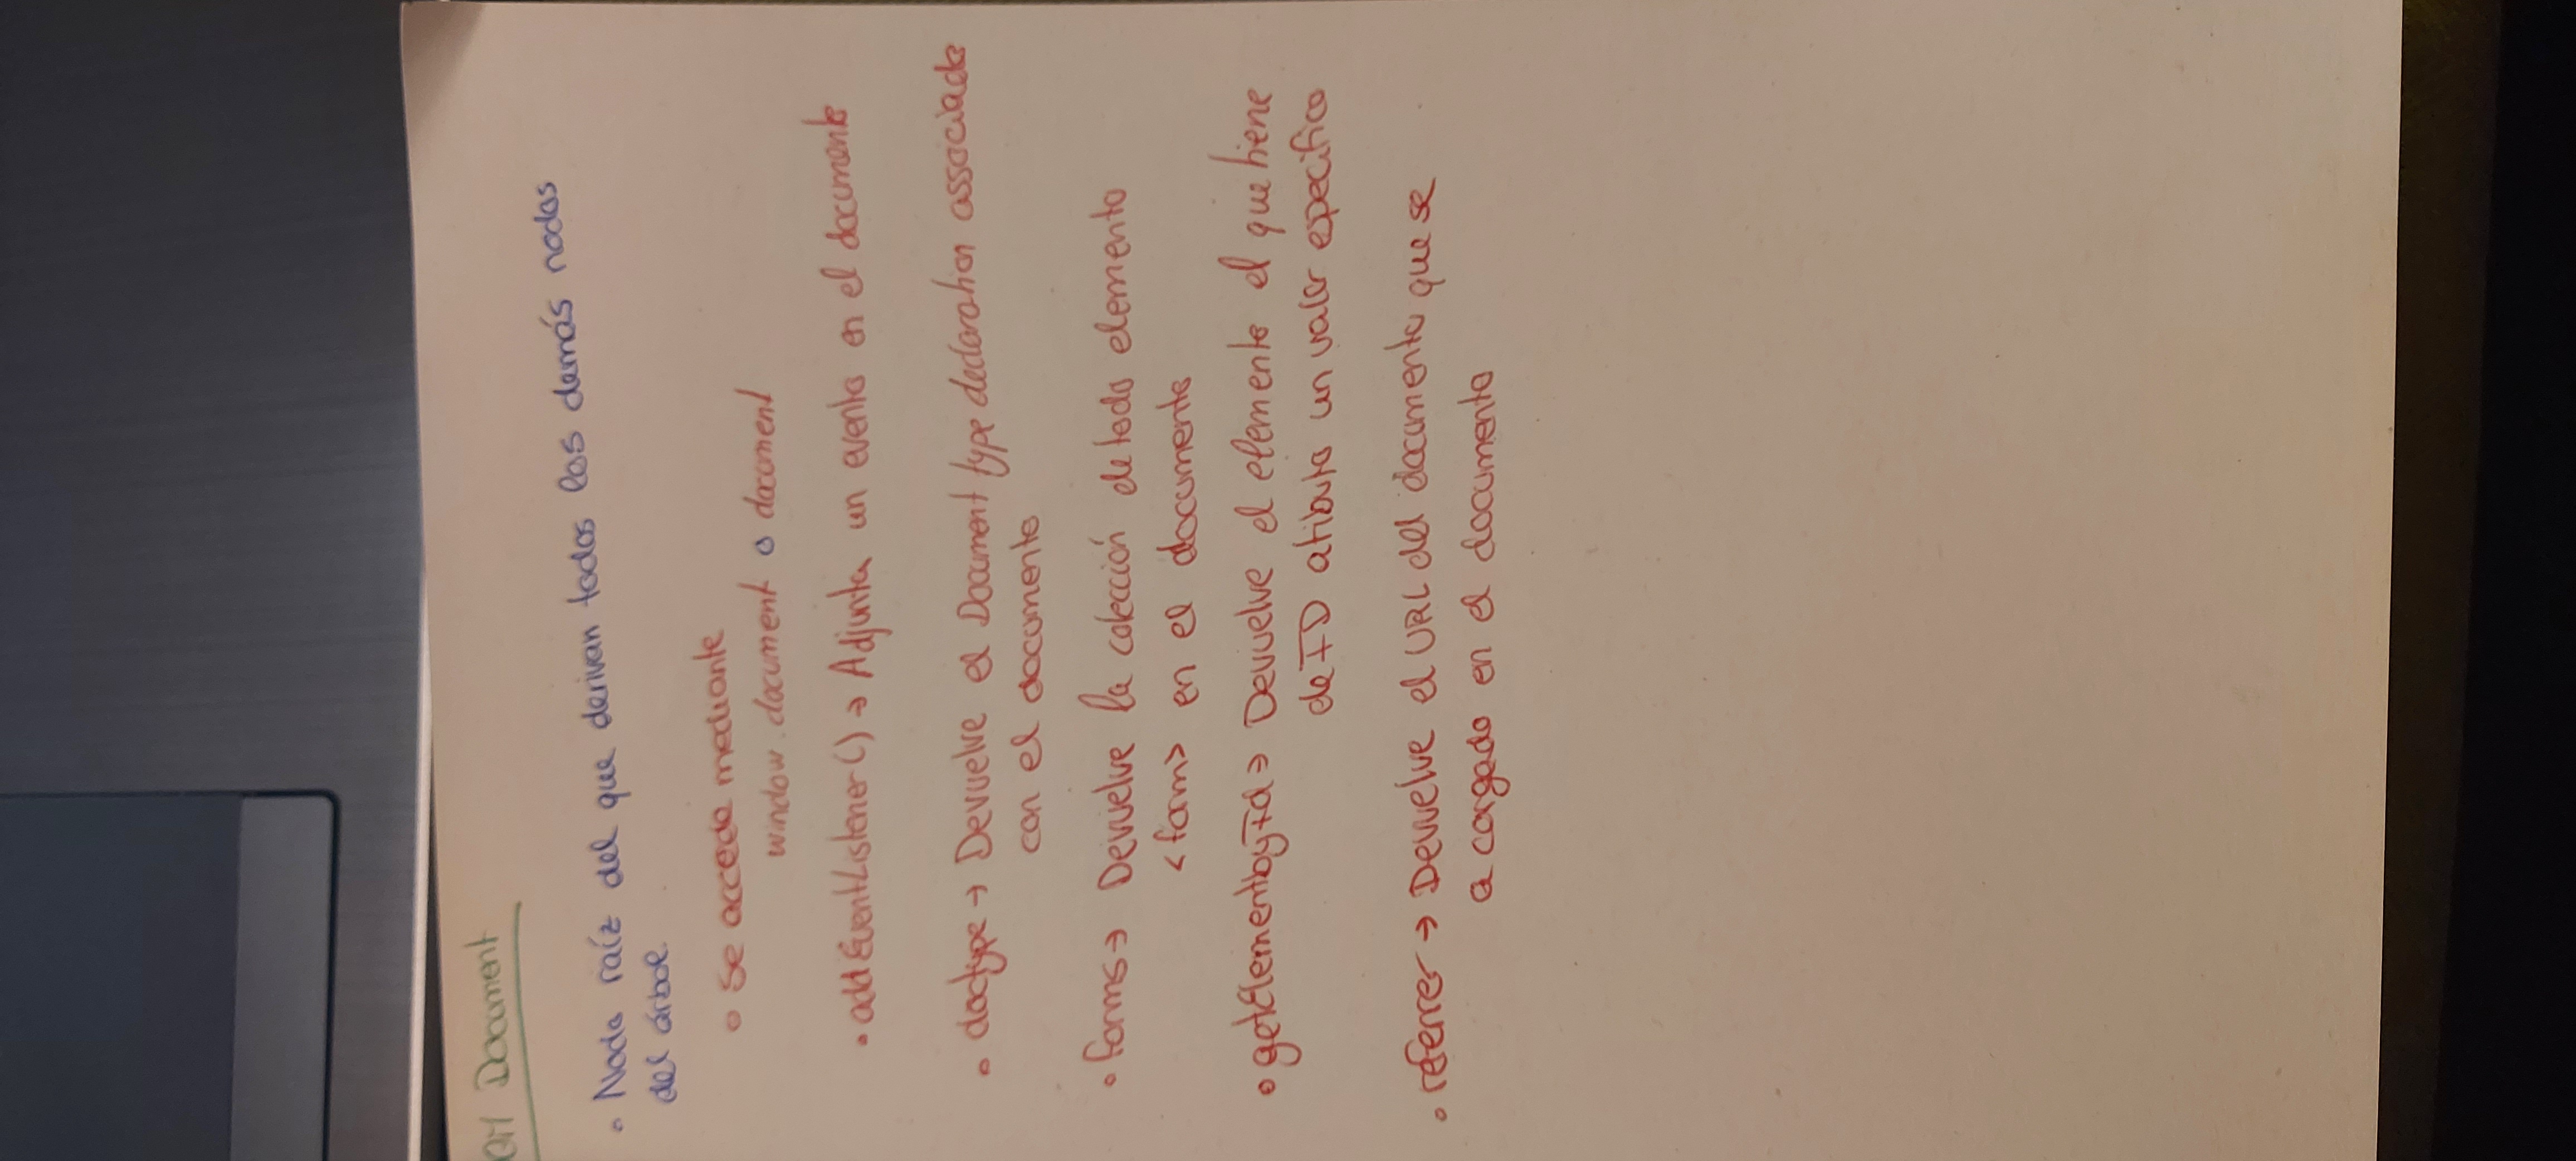 OM Document
• Nodo raíz del que derivan todos los demás nodos
del árbol.
• Se accede mediante
window.document o document
• addEventListener() → Adjunta un evento en el documento
• doctype → Devuelve el Document type declaration associado
con el documento
• forms → Devuelve la colección de todo elemento
<form> en el documento
• getElementbyId → Devuelve el elemento el que tiene
de ID atibuto un valor especifico
• referrer → Devuelve el URL del documento que se
a cargado en el documento